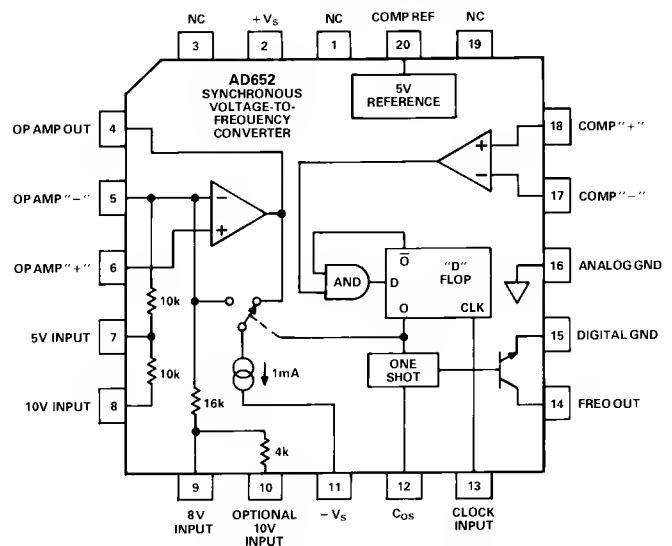 NC +VS NC COMP REF NC
3 2 1 20 19
AD652
SYNCHRONOUS
VOLTAGE-TO-
FREQUENCY
CONVERTER
5V
REFERENCE
OP AMP OUT 4
18 COMP "+"
OP AMP "–" 5
– +
17 COMP "–"
+ –
OP AMP "+" 6
16 ANALOG GND
AND D O "D"
FLOP
O CLK
10k
5V INPUT 7
15 DIGITAL GND
10k
1mA
ONE
SHOT
10V INPUT 8
16k
14 FREO OUT
4k
9 10 11 12 13
8V
INPUT
OPTIONAL
10V
INPUT
–VS
COS
CLOCK
INPUT